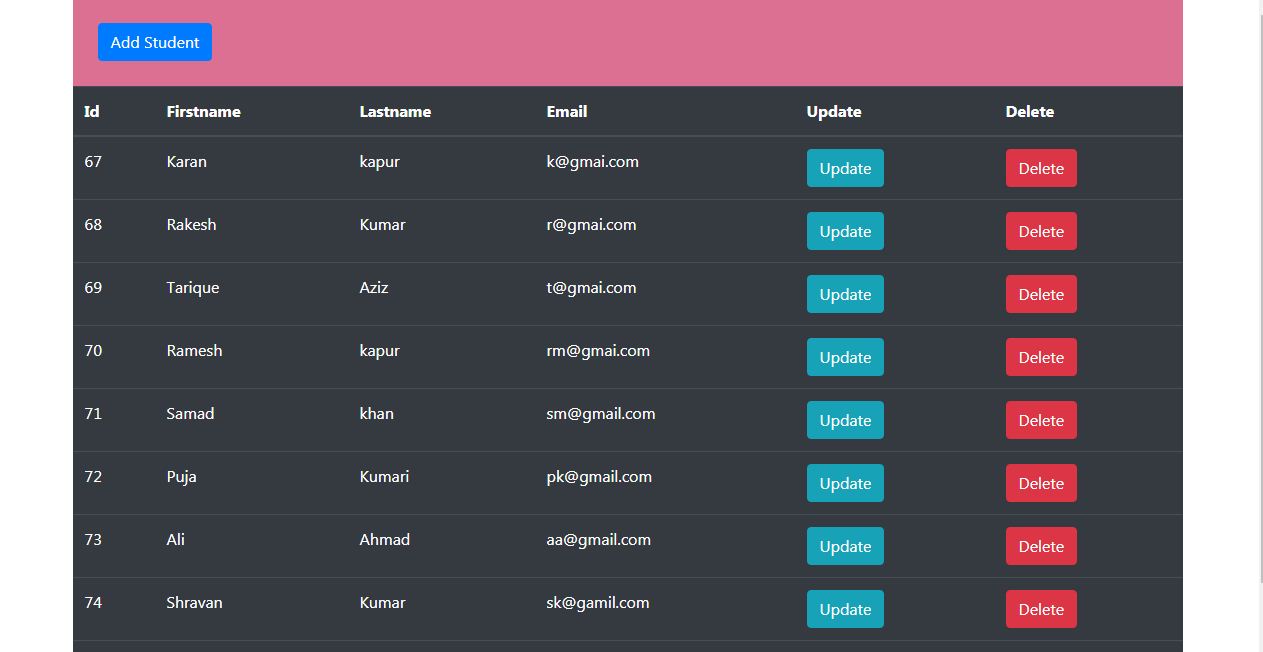 Add Student
Id Firstname Lastname Email Update Delete
67 Karan kapur k@gmai.com Update Delete
68 Rakesh Kumar r@gmai.com Update Delete
69 Tarique Aziz t@gmai.com Update Delete
70 Ramesh kapur rm@gmai.com Update Delete
71 Samad khan sm@gmail.com Update Delete
72 Puja Kumari pk@gmail.com Update Delete
73 Ali Ahmad aa@gmail.com Update Delete
74 Shravan Kumar sk@gamil.com Update Delete